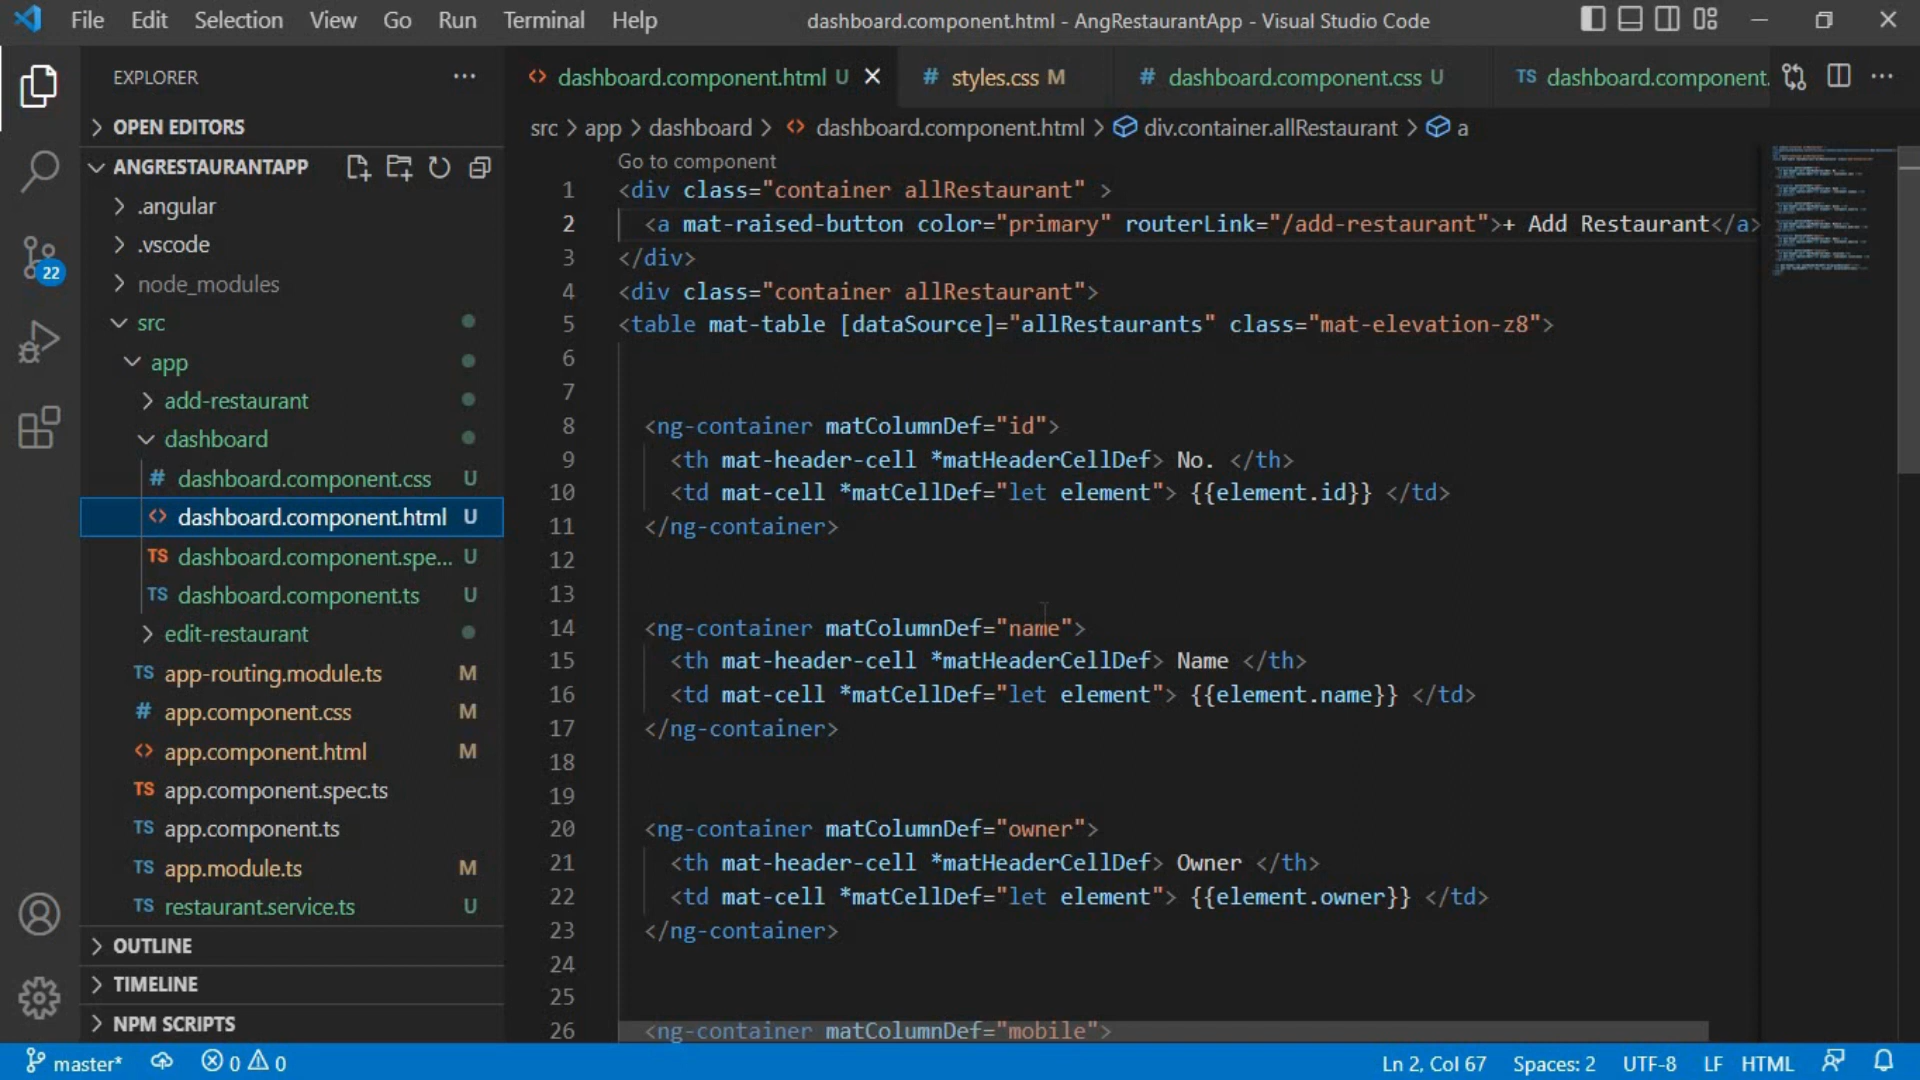 File Edit Selection View Go Run Terminal Help
dashboard.component.html - AngRestaurantApp - Visual Studio Code
EXPLORER
dashboard.component.html U
styles.css M
dashboard.component.css U
TS dashboard.component.
OPEN EDITORS
src > app > dashboard > dashboard.component.html > div.container.allRestaurant > a
ANGRESTAURANTAPP
.angular
.vscode
22
node_modules
src
app
add-restaurant
dashboard
# dashboard.component.css U
<> dashboard.component.html U
TS dashboard.component.spe... U
TS dashboard.component.ts U
edit-restaurant
TS app-routing.module.ts M
# app.component.css M
<> app.component.html M
TS app.component.spec.ts
TS app.component.ts
TS app.module.ts M
TS restaurant.service.ts U
OUTLINE
TIMELINE
NPM SCRIPTS
Go to component
1 <div class="container allRestaurant" >
2 <a mat-raised-button color="primary" routerLink="/add-restaurant">+ Add Restaurant</a>
3 </div>
4 <div class="container allRestaurant">
5 <table mat-table [dataSource]="allRestaurants" class="mat-elevation-z8">
6
7
8 <ng-container matColumnDef="id">
9 <th mat-header-cell *matHeaderCellDef> No. </th>
10 <td mat-cell *matCellDef="let element"> {{element.id}} </td>
11 </ng-container>
12
13
14 <ng-container matColumnDef="name">
15 <th mat-header-cell *matHeaderCellDef> Name </th>
16 <td mat-cell *matCellDef="let element"> {{element.name}} </td>
17 </ng-container>
18
19
20 <ng-container matColumnDef="owner">
21 <th mat-header-cell *matHeaderCellDef> Owner </th>
22 <td mat-cell *matCellDef="let element"> {{element.owner}} </td>
23 </ng-container>
24
25
26 <ng-container matColumnDef="mobile">
master* 0 0
Ln 2, Col 67 Spaces: 2 UTF-8 LF HTML